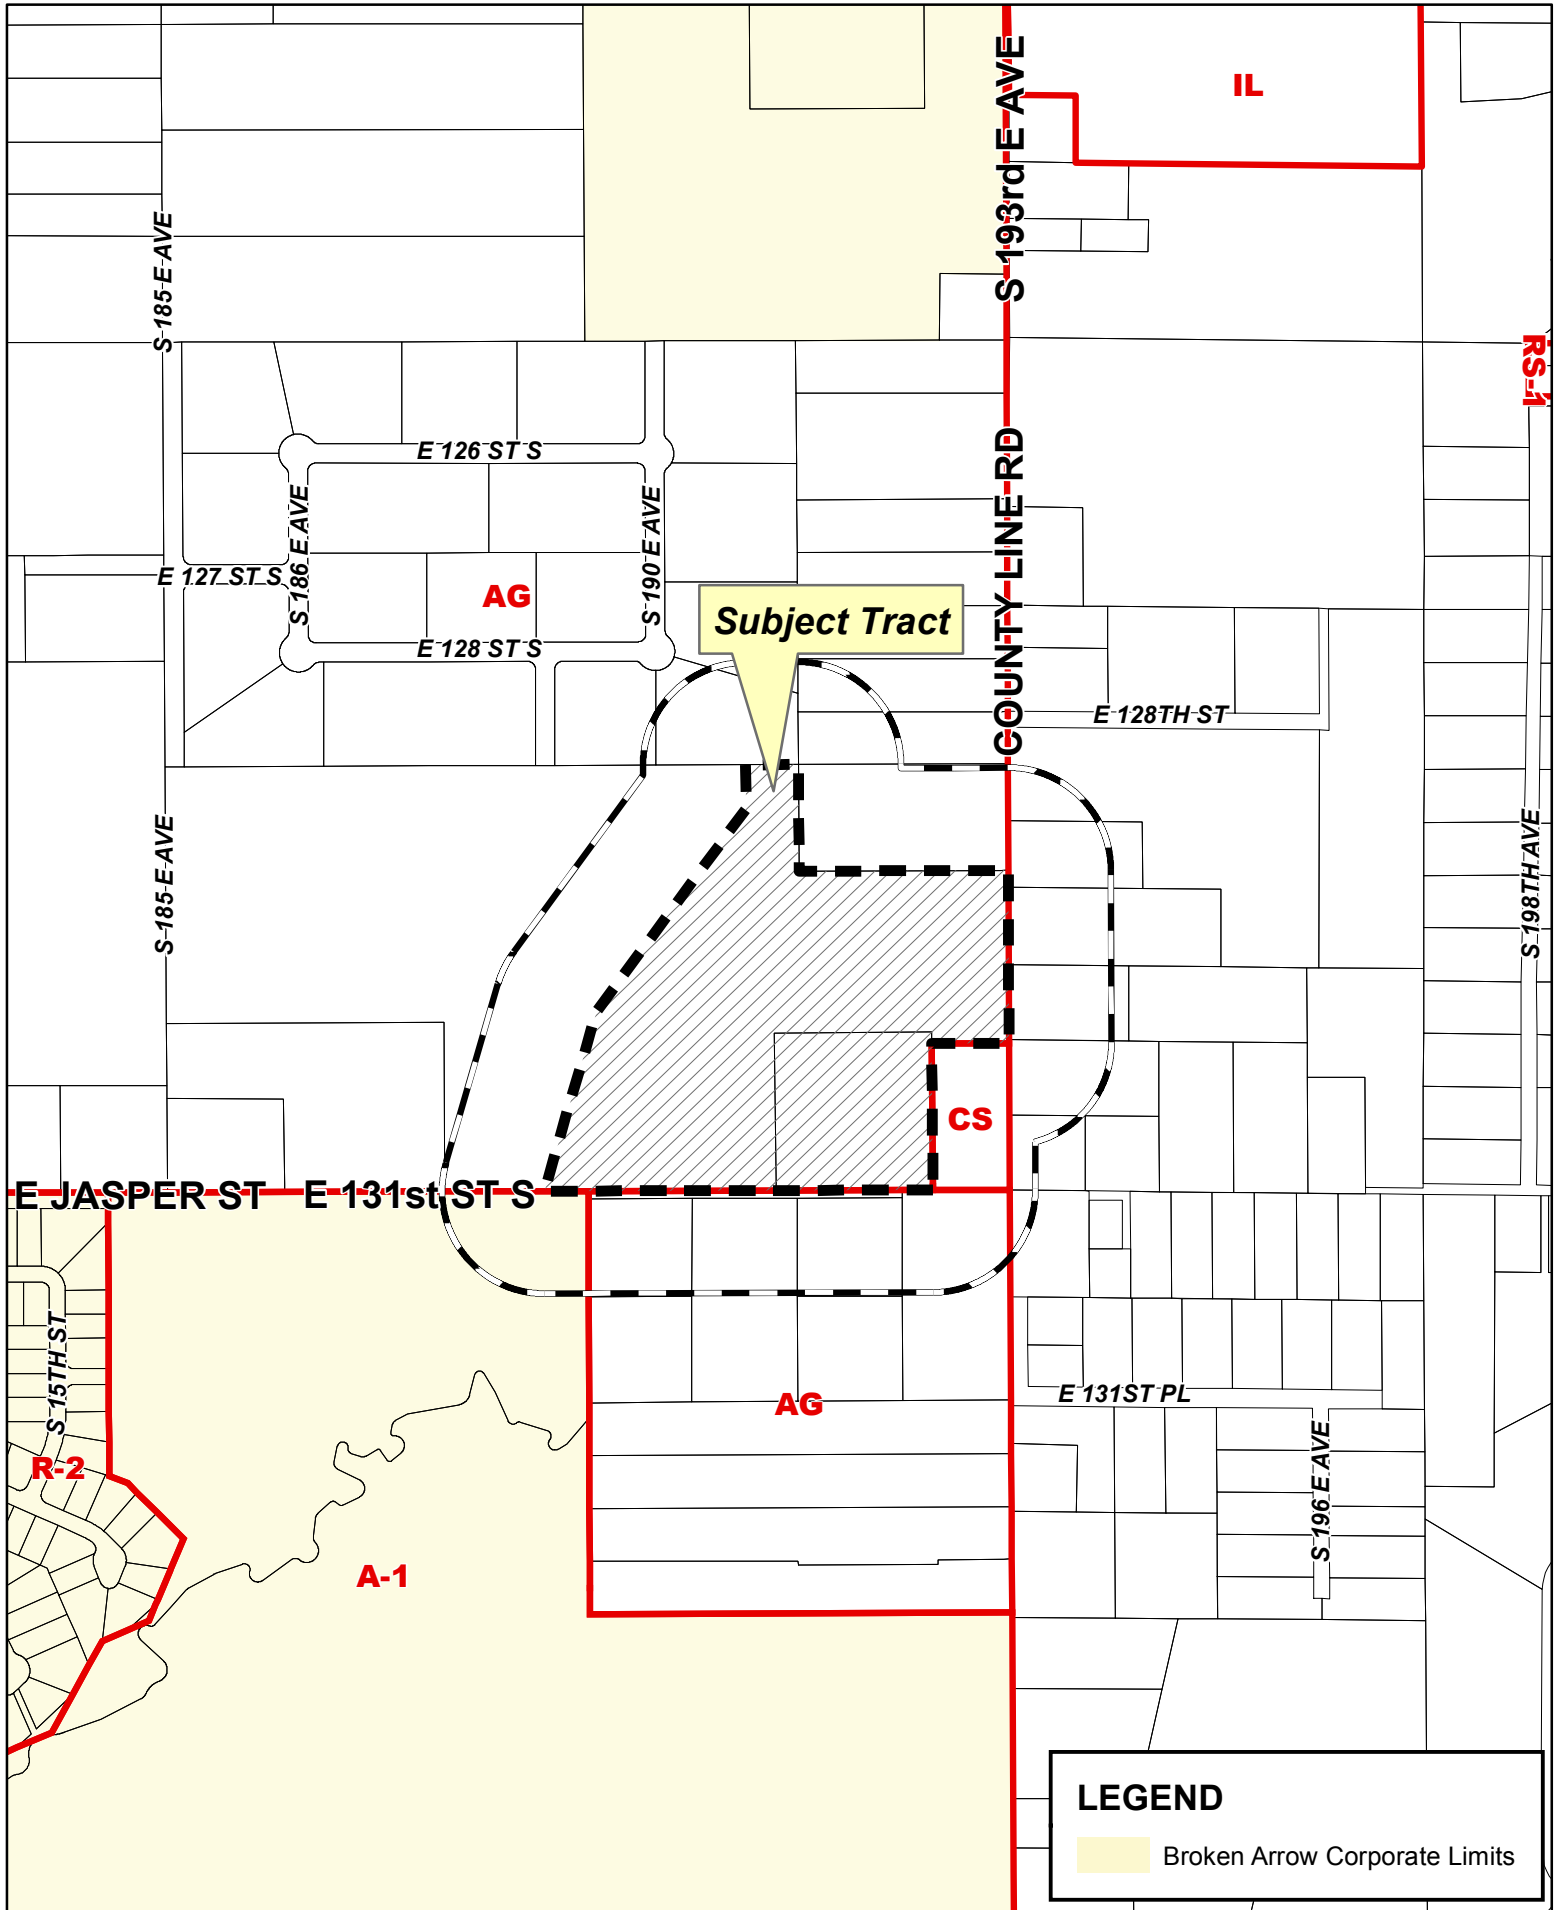 IL
S 193rd E AVE
S 185 E AVE
RS-1
E 126 ST S
COUNTY LINE RD
S 186 E AVE
S 190 E AVE
E 127 ST S
AG
Subject Tract
E 128 ST S
E 128TH ST
S 185 E AVE
S 198TH AVE
CS
E JASPER ST
E 131st ST S
S 15TH ST
E 131ST PL
AG
R-2
S 196 E AVE
A-1
LEGEND
Broken Arrow Corporate Limits